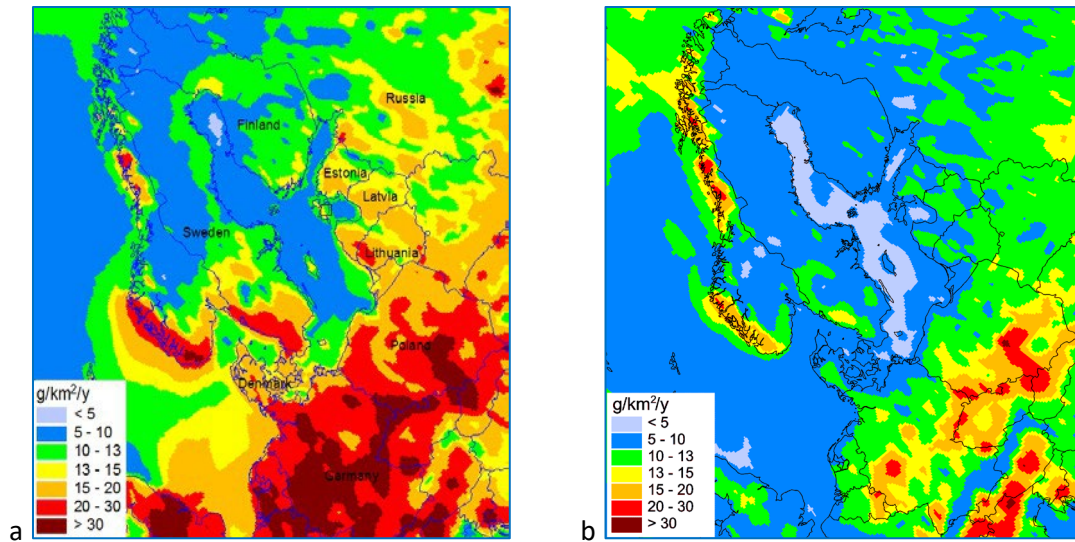 Russia
Finland
Estonia
Latvia
Sweden
Lithuania
Poland
Denmark
Germany
g/km²/y
< 5
5 - 10
10 - 13
13 - 15
15 - 20
20 - 30
> 30
a
g/km²/y
< 5
5 - 10
10 - 13
13 - 15
15 - 20
20 - 30
> 30
b